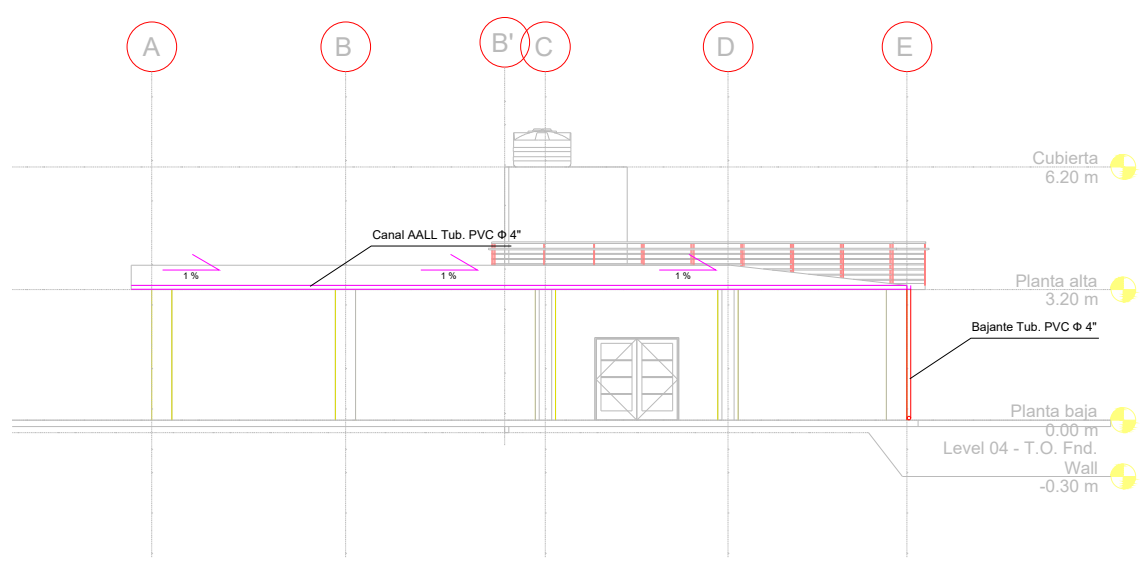 A
B
B'
C
D
E
Cubierta
6.20 m
Canal AALL Tub. PVC Φ 4"
1 %
1 %
1 %
Planta alta
3.20 m
Bajante Tub. PVC Φ 4"
Planta baja
0.00 m
Level 04 - T.O. Fnd.
Wall
-0.30 m